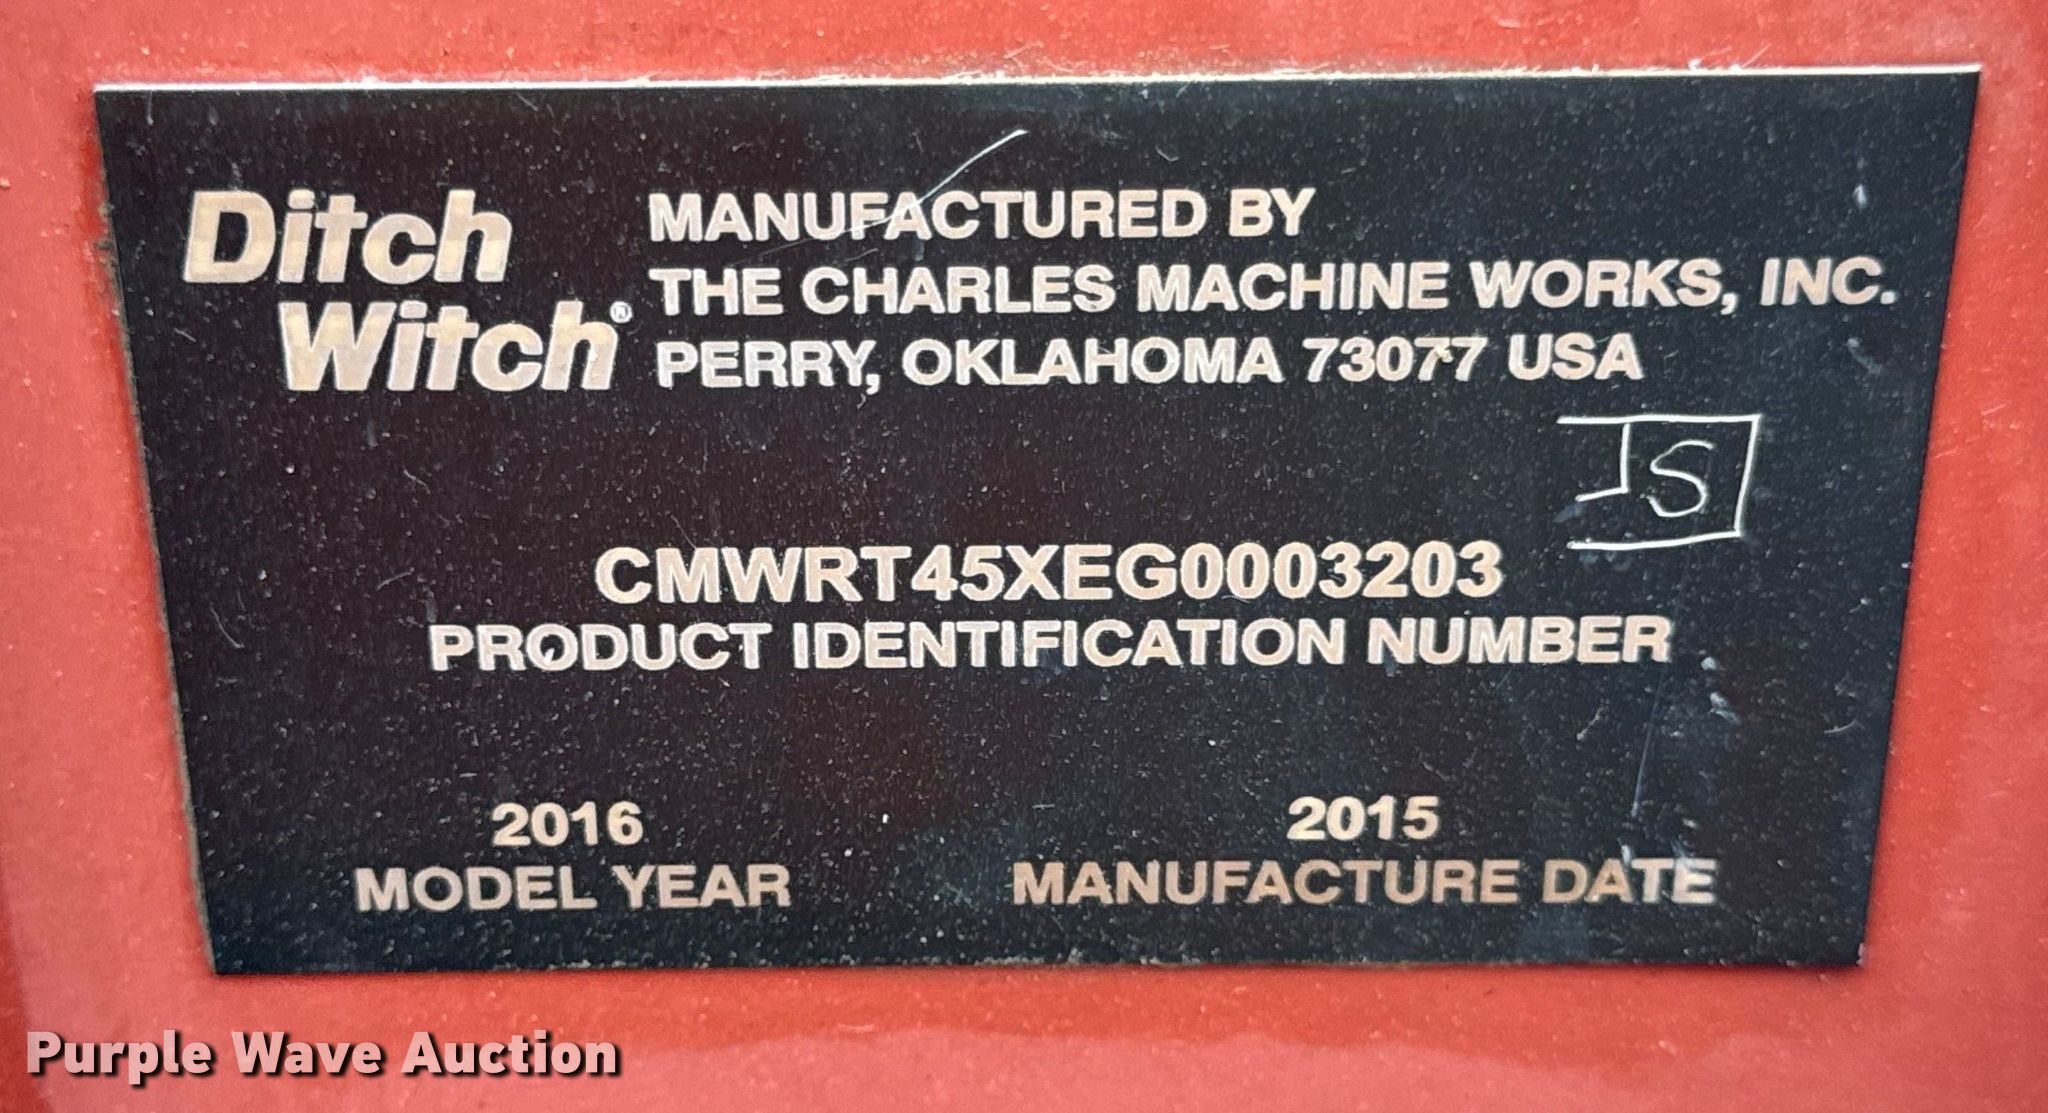 Ditch
Witch®
MANUFACTURED BY
THE CHARLES MACHINE WORKS, INC.
PERRY, OKLAHOMA 73077 USA
S
CMWRT45XEG0003203
PRODUCT IDENTIFICATION NUMBER
2016
MODEL YEAR
2015
MANUFACTURE DATE
Purple Wave Auction